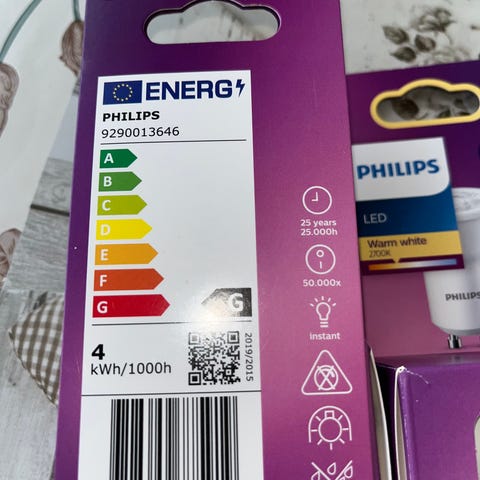 ENERG
PHILIPS
9290013646
A
B
C
D
E
F
G
G
4
kWh/1000h
2019/2015
25 years
25.000h
50.000x
instant
PHILIPS
LED
Warm white
2700K
PHILIPS